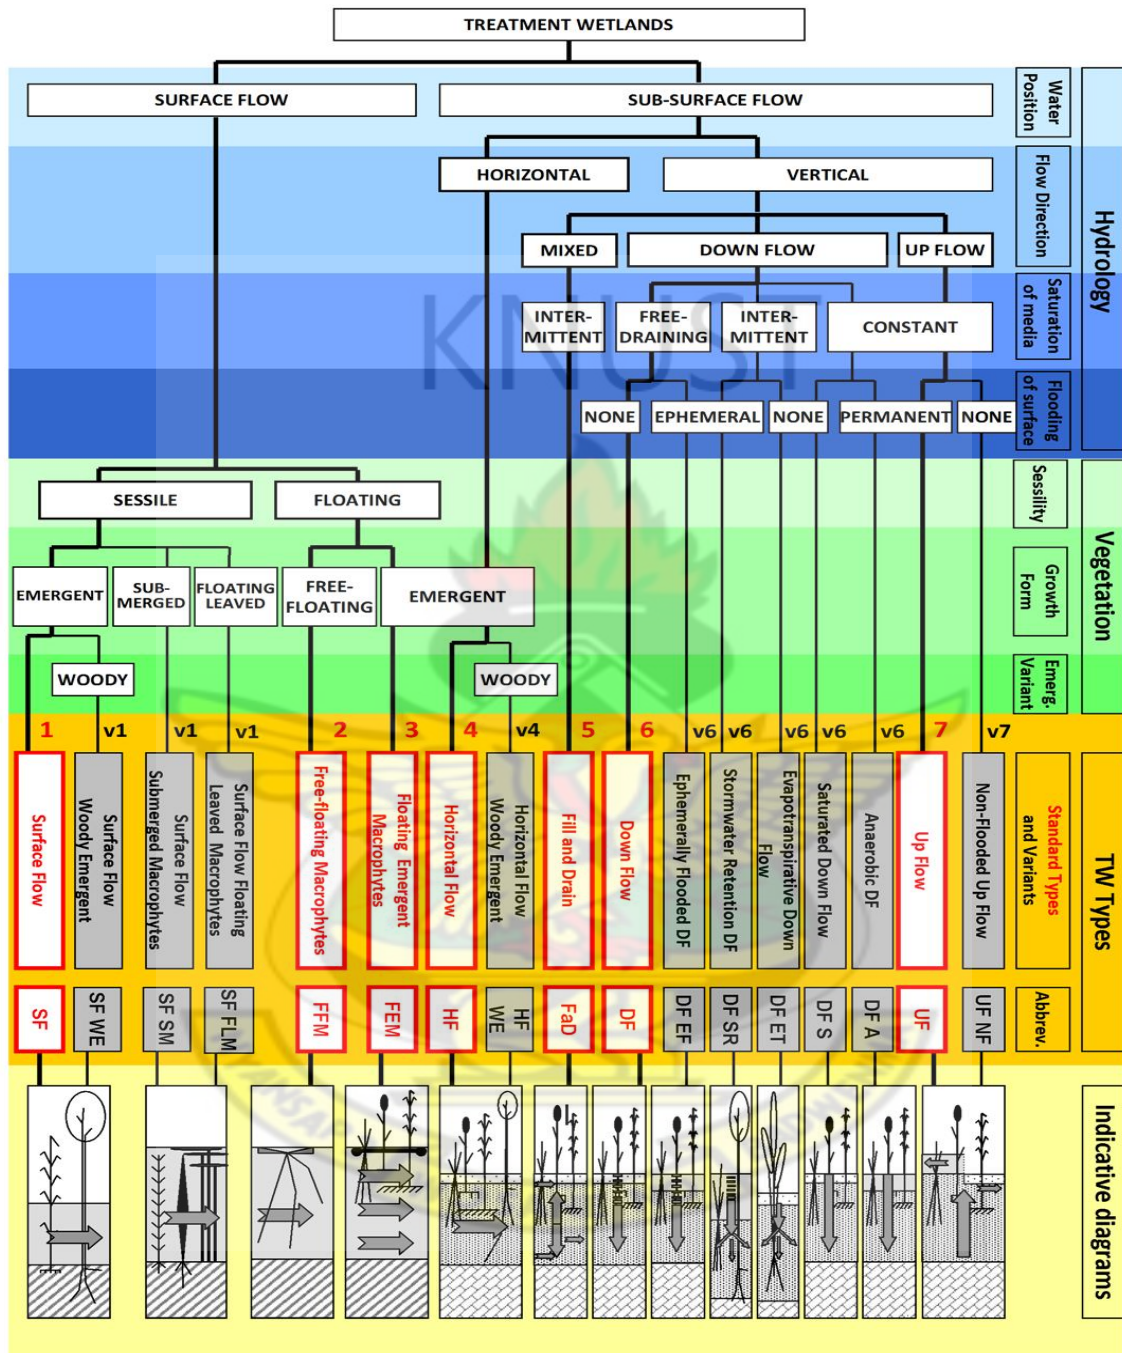 TREATMENT WETLANDS
SURFACE FLOW
SUB-SURFACE FLOW
Water
Position
HORIZONTAL
VERTICAL
Flow Direction
MIXED
DOWN FLOW
UP FLOW
Hydrology
INTER-
MITTENT
FREE-
DRAINING
INTER-
MITTENT
CONSTANT
Saturation
of media
KNUST
NONE
EPHEMERAL
NONE
PERMANENT
NONE
Flooding
of surface
SESSILE
FLOATING
Sessility
Vegetation
EMERGENT
SUB-
MERGED
FLOATING
LEAVED
FREE-
FLOATING
EMERGENT
Growth
Form
WOODY
WOODY
Emerg.
Variant
1
v1
v1
v1
2
3
4
v4
5
6
v6
v6
v6
v6
v6
7
v7
Surface Flow
Surface Flow
Woody Emergent
Surface Flow
Submerged Macrophytes
Surface Flow Floating
Leaved Macrophytes
Free-floating Macrophytes
Floating Emergent
Macrophytes
Horizontal Flow
Horizontal Flow
Woody Emergent
Fill and Drain
Down Flow
Ephemerally Flooded DF
Stormwater Retention DF
Evapotranspirative Down
Flow
Saturated Down Flow
Anaerobic DF
Up Flow
Non-Flooded Up Flow
Standard Types
and Variants
TW Types
SF
SF WE
SF SM
SF FLM
FFM
FEM
HF
HF
WE
FaD
DF
DF EF
DF SR
DF ET
DF S
DF A
UF
UF NF
Abbrev.
Indicative diagrams